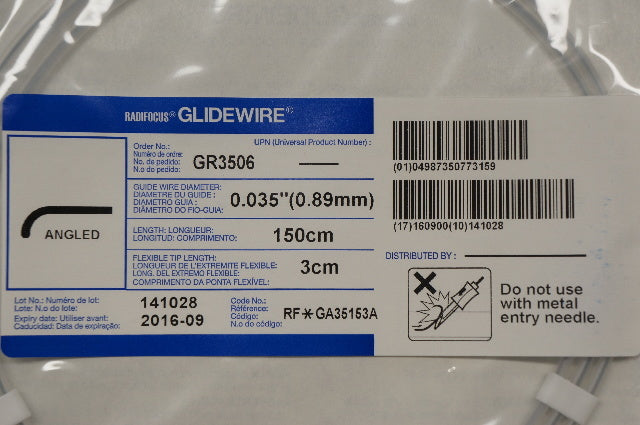 RADIFOCUS® GLIDEWIRE®
Order No.: UPN (Universal Product Number) :
Numéro de ordre:
No. de pedido: GR3506
N.o do pedido:
GUIDE WIRE DIAMETER:
DIAMETRE DU GUIDE :
DIAMETRO GUIA : 0.035"(0.89mm)
DIÂMETRO DO FIO-GUIA:
ANGLED
LENGTH: LONGUEUR: 150cm
LONGITUD: COMPRIMENTO:
FLEXIBLE TIP LENGTH:
LONGUEUR DE L'EXTREMITE FLEXIBLE: 3cm
LONG. DEL EXTREMO FLEXIBLE:
COMPRIMENTO DA PONTA FLEXÍVEL:
Lot No.: Numéro de lot: 141028
Lote: N.o do lote:
Expiry date: Utiliser avant: 2016-09
Caducidad: Data de expiração:
Code No.:
Référence: RF*GA35153A
Código:
N.o do código:
(01)04987350773159
(17)160900(10)141028
DISTRIBUTED BY :
Do not use
with metal
entry needle.